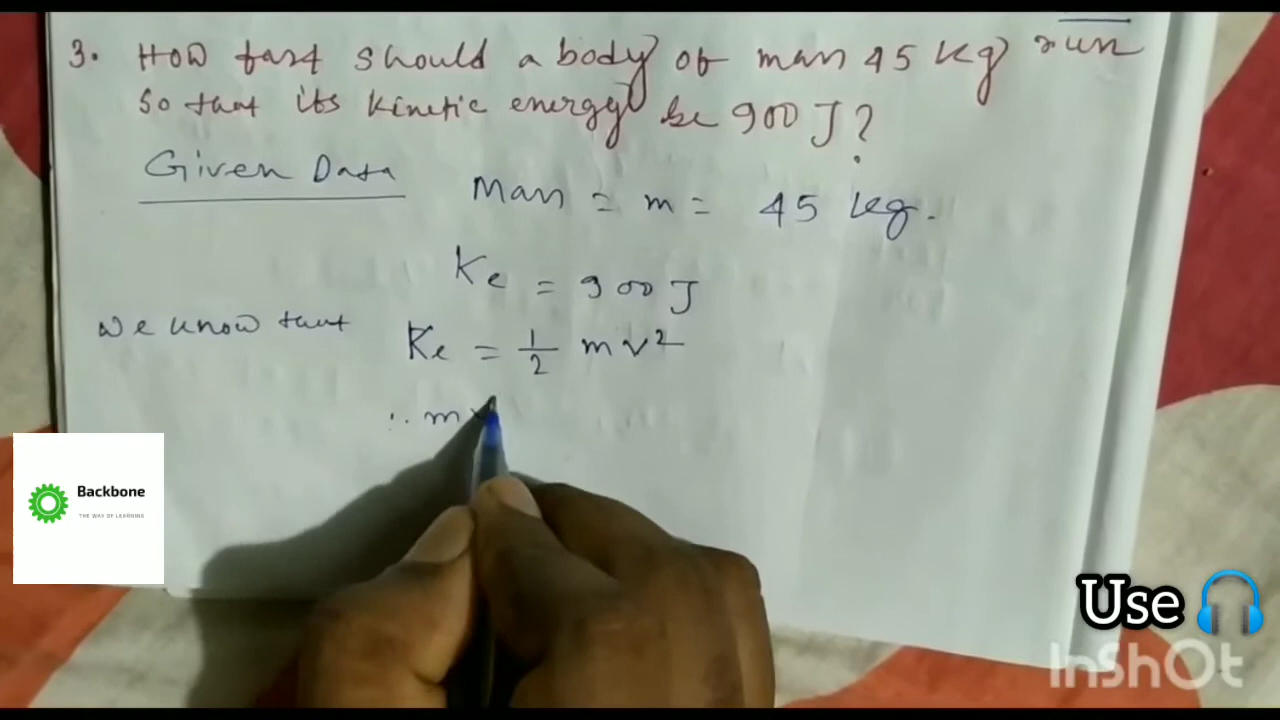 3. How fast should a body of mass 45 kg run
so that its kinetic energy be 900 J?
Given Data
Mass = m = 45 kg.
Ke = 900 J
We know that
Ke = 1/2 mv²
∴ mv
Backbone
THE WAY OF LEARNING
Use
InShOt